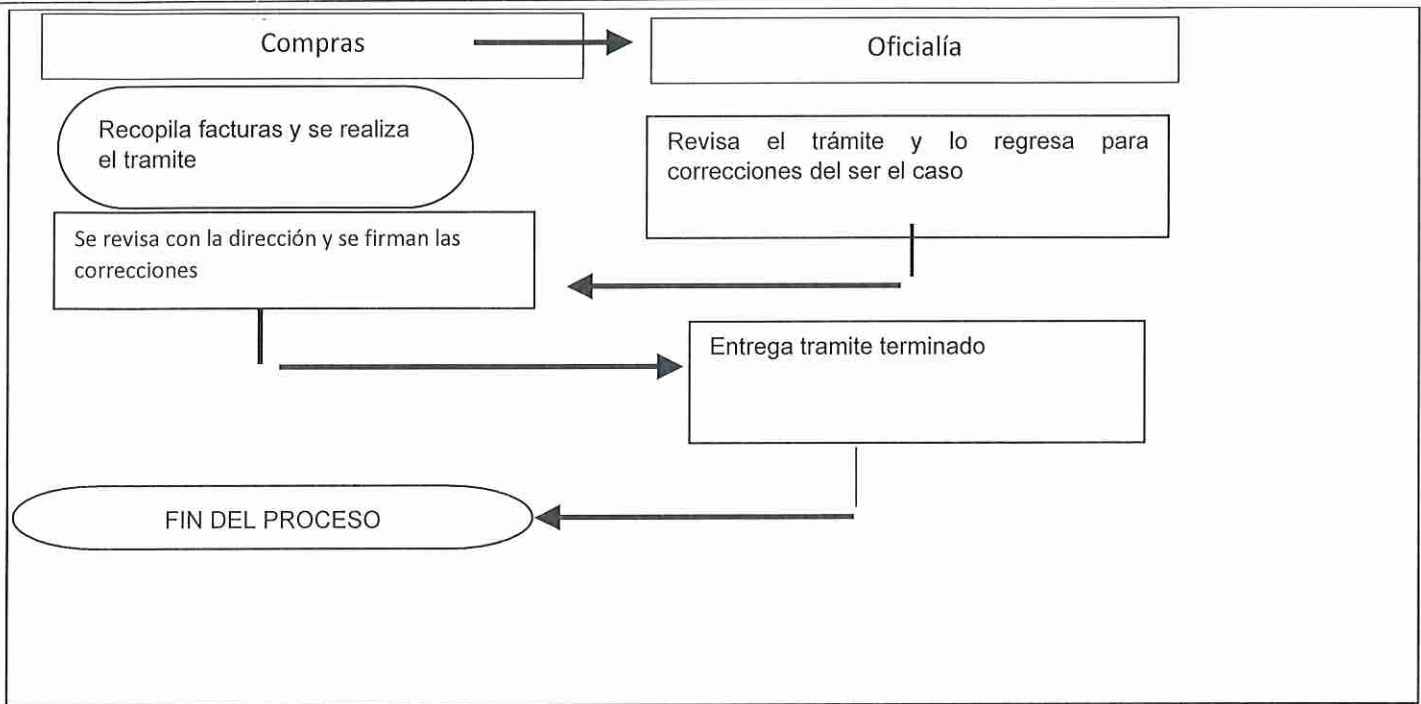 Compras
Oficialía
Recopila facturas y se realiza
el tramite
Revisa el trámite y lo regresa para
correcciones del ser el caso
Se revisa con la dirección y se firman las
correcciones
Entrega tramite terminado
FIN DEL PROCESO